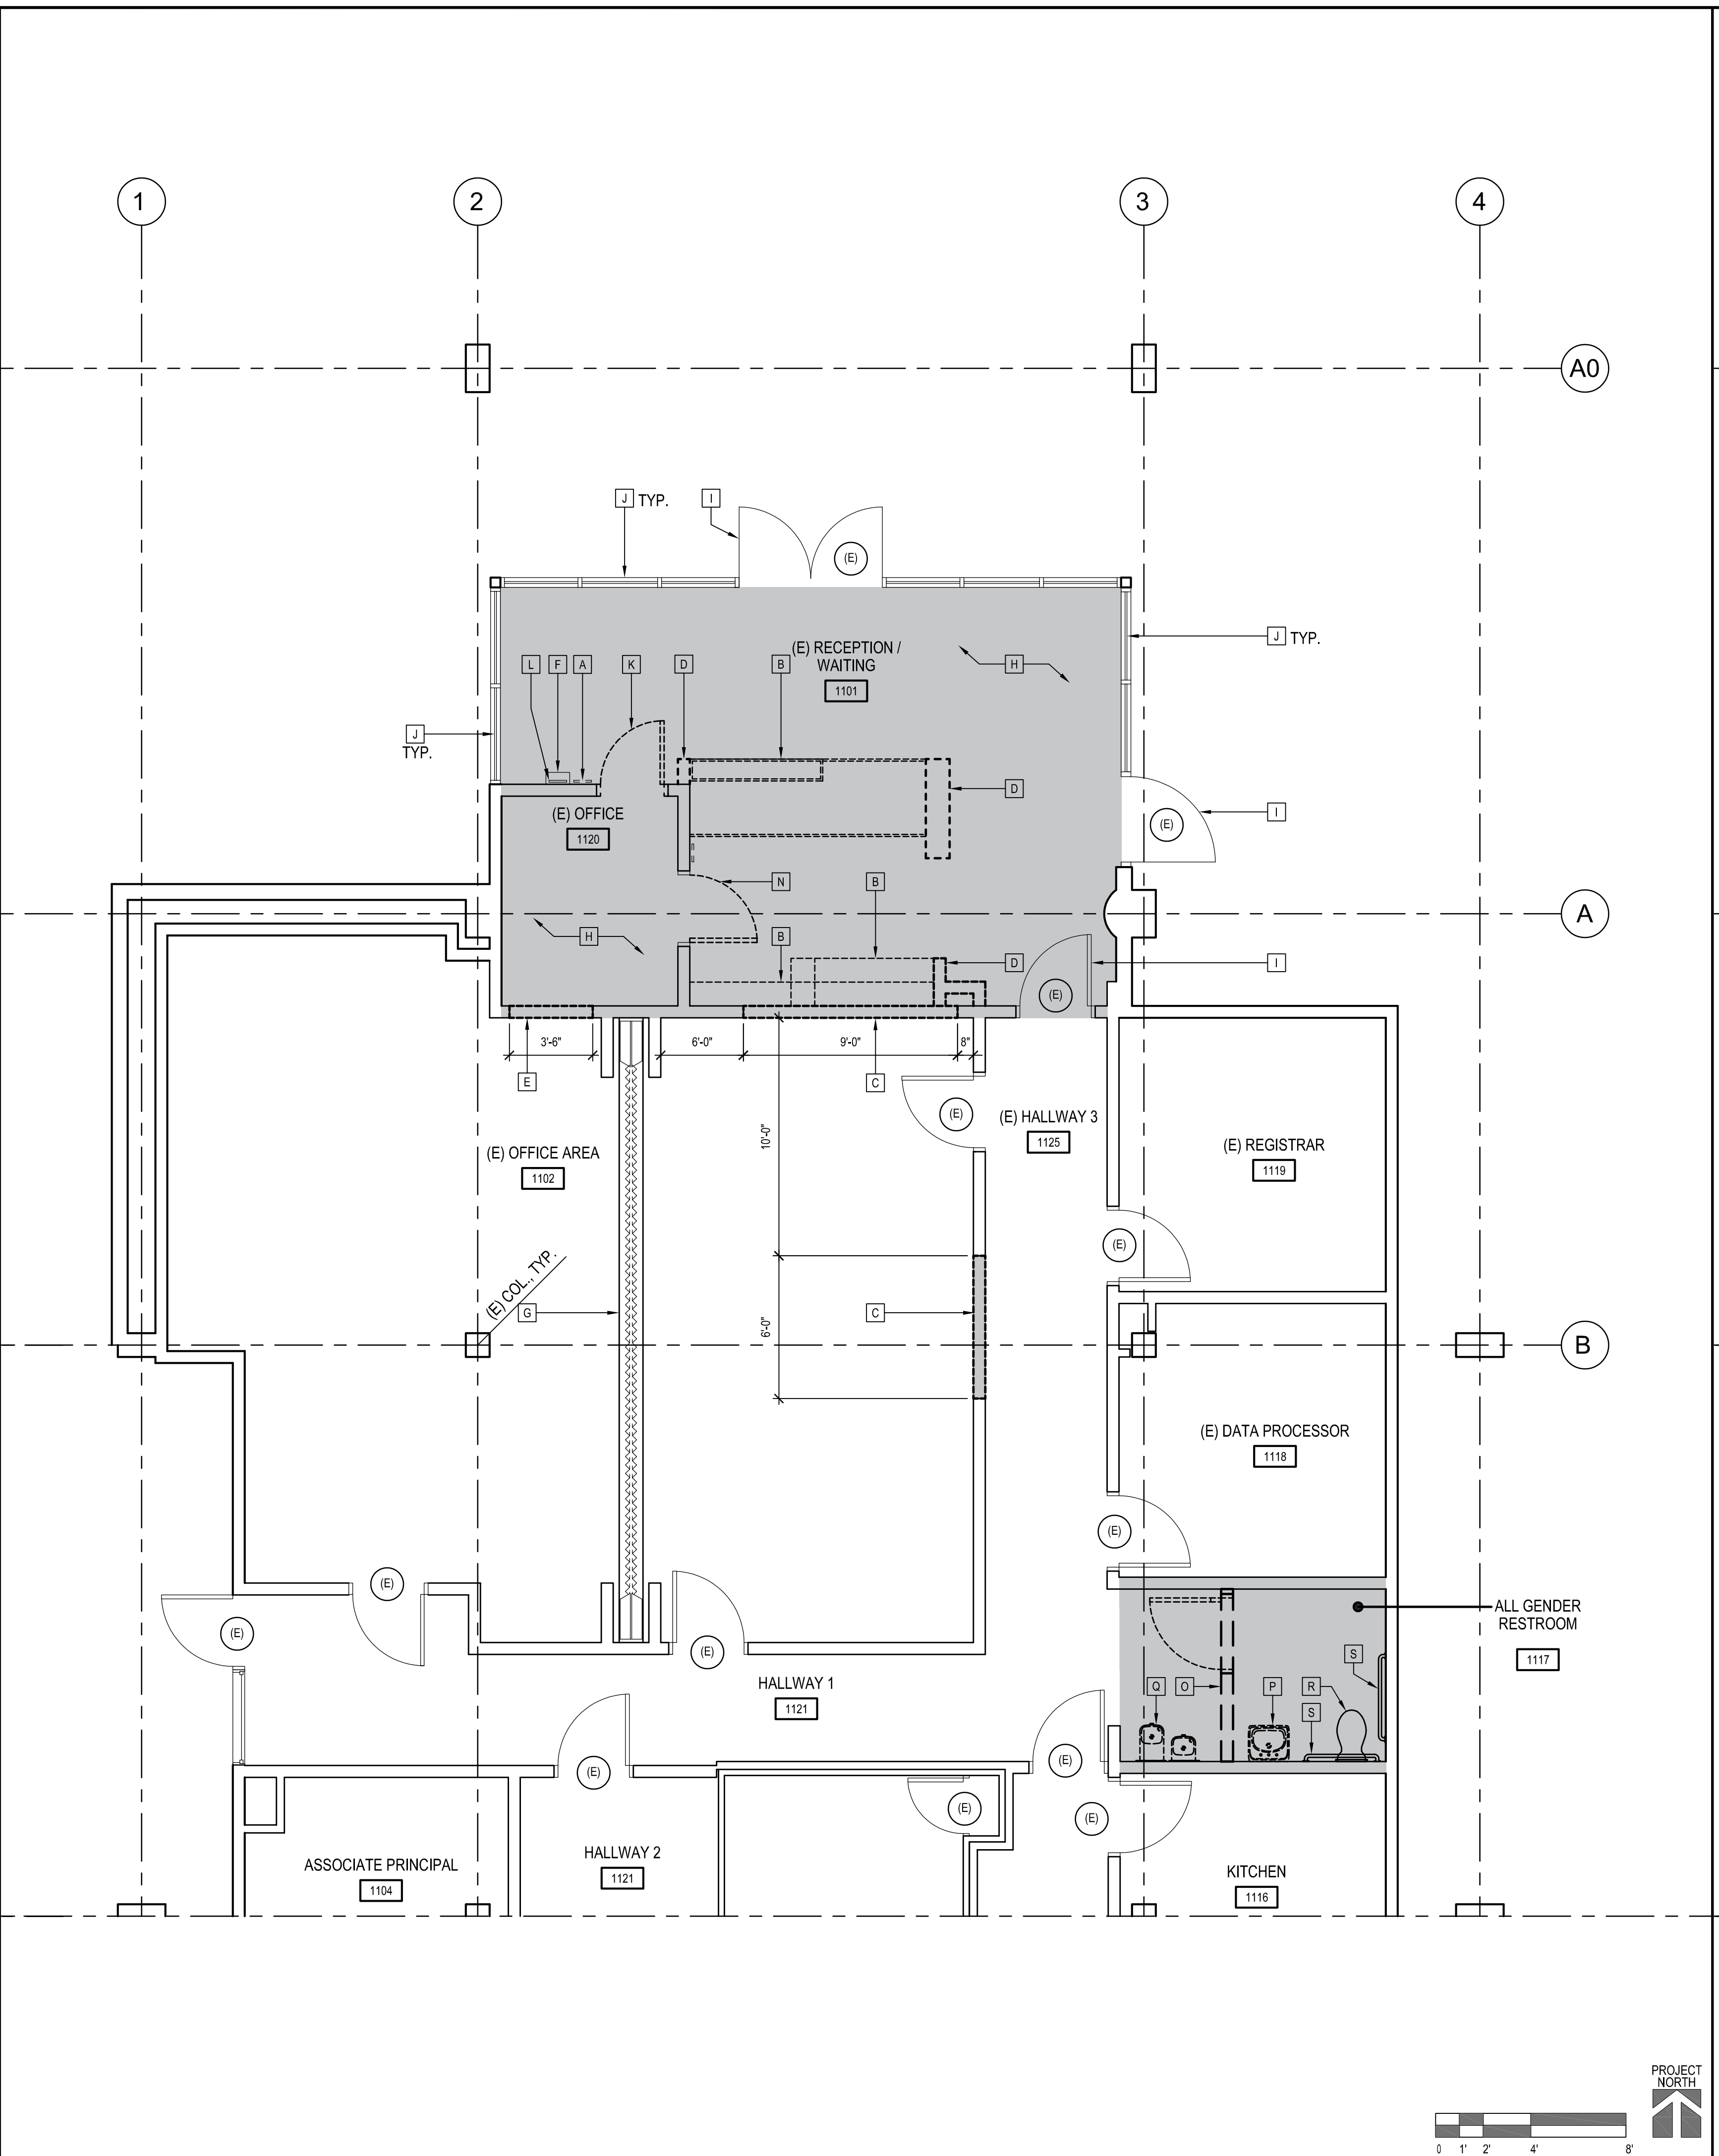 1
2
3
4
A0
J TYP.
I
(E)
(E) RECEPTION /
WAITING
1101
J TYP.
L
F
A
K
D
B
H
J
TYP.
D
(E) OFFICE
1120
I
(E)
N
B
A
H
B
D
I
(E)
3'-6"
6'-0"
9'-0"
8"
E
C
(E)
(E) HALLWAY 3
1125
10'-0"
(E) REGISTRAR
1119
(E) OFFICE AREA
1102
(E)
(E) COL., TYP.
G
C
6'-0"
B
(E) DATA PROCESSOR
1118
(E)
(E)
ALL GENDER
RESTROOM
1117
(E)
(E)
S
HALLWAY 1
1121
Q
O
P
R
S
(E)
(E)
(E)
(E)
HALLWAY 2
1121
ASSOCIATE PRINCIPAL
1104
KITCHEN
1116
PROJECT
NORTH
0 1' 2' 4' 8'